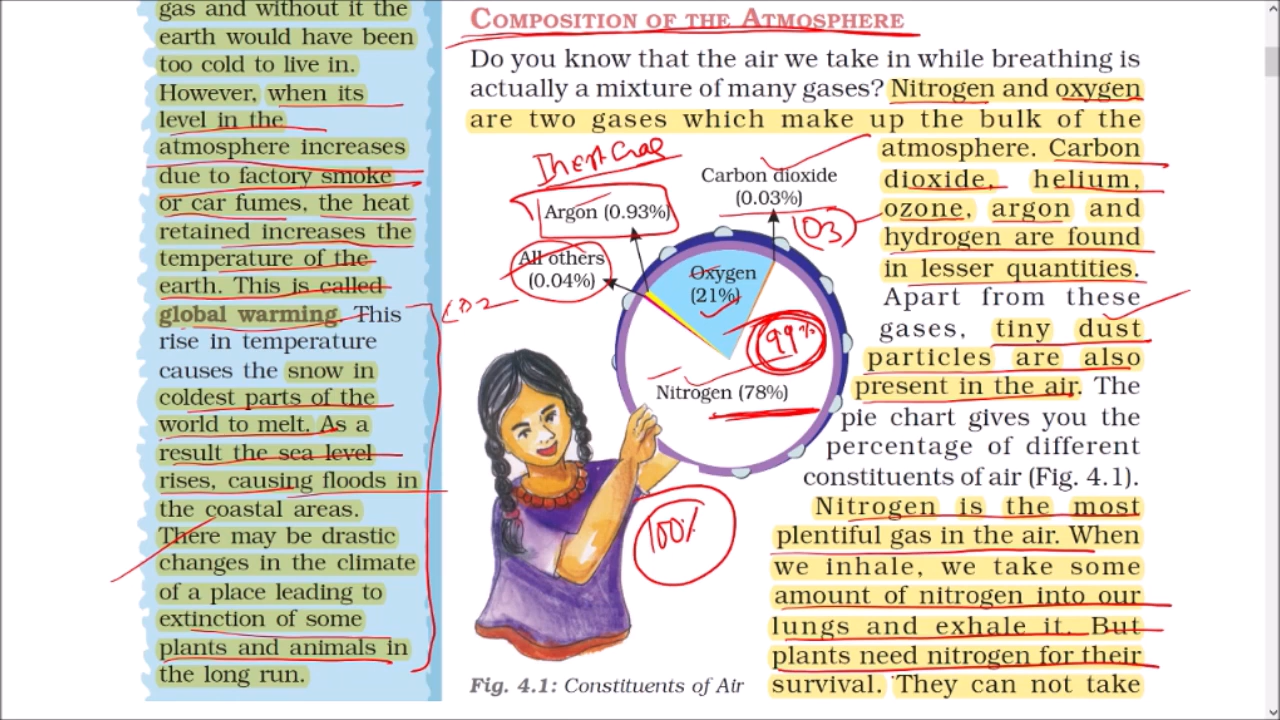 gas and without it the
earth would have been
too cold to live in.
However, when its
level in the
atmosphere increases
due to factory smoke
or car fumes, the heat
retained increases the
temperature of the
earth. This is called
global warming. This
rise in temperature
causes the snow in
coldest parts of the
world to melt. As a
result the sea level
rises, causing floods in
the coastal areas.
There may be drastic
changes in the climate
of a place leading to
extinction of some
plants and animals in
the long run.
COMPOSITION OF THE ATMOSPHERE
Do you know that the air we take in while breathing is
actually a mixture of many gases? Nitrogen and oxygen
are two gases which make up the bulk of the
atmosphere. Carbon
dioxide, helium,
ozone, argon and
hydrogen are found
in lesser quantities.
Apart from these
gases, tiny dust
particles are also
present in the air. The
pie chart gives you the
percentage of different
constituents of air (Fig. 4.1).
Nitrogen is the most
plentiful gas in the air. When
we inhale, we take some
amount of nitrogen into our
lungs and exhale it. But
plants need nitrogen for their
survival. They can not take
Carbon dioxide
(0.03%)
Argon (0.93%)
All others
(0.04%)
Oxygen
(21%)
Nitrogen (78%)
(O3)
99%
100%
Fig. 4.1: Constituents of Air